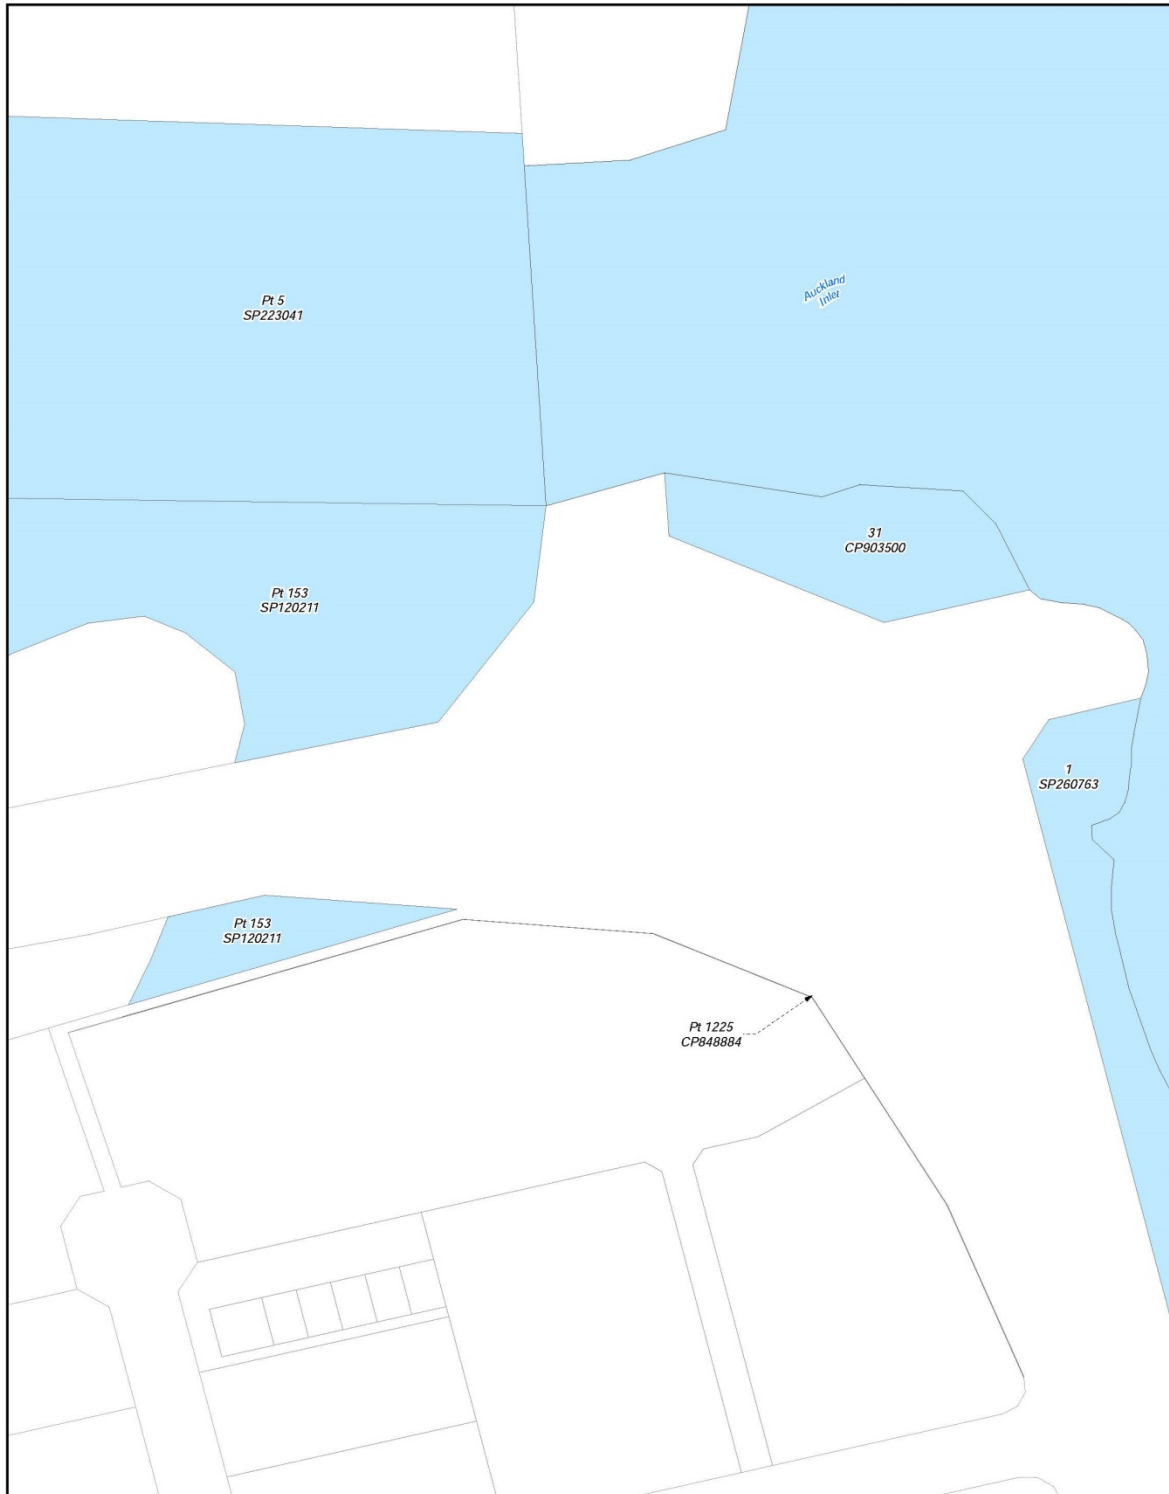 Auckland
Inlet
Pt 5
SP223041
31
CP903500
Pt 153
SP120211
1
SP260763
Pt 153
SP120211
Pt 1225
CP848884